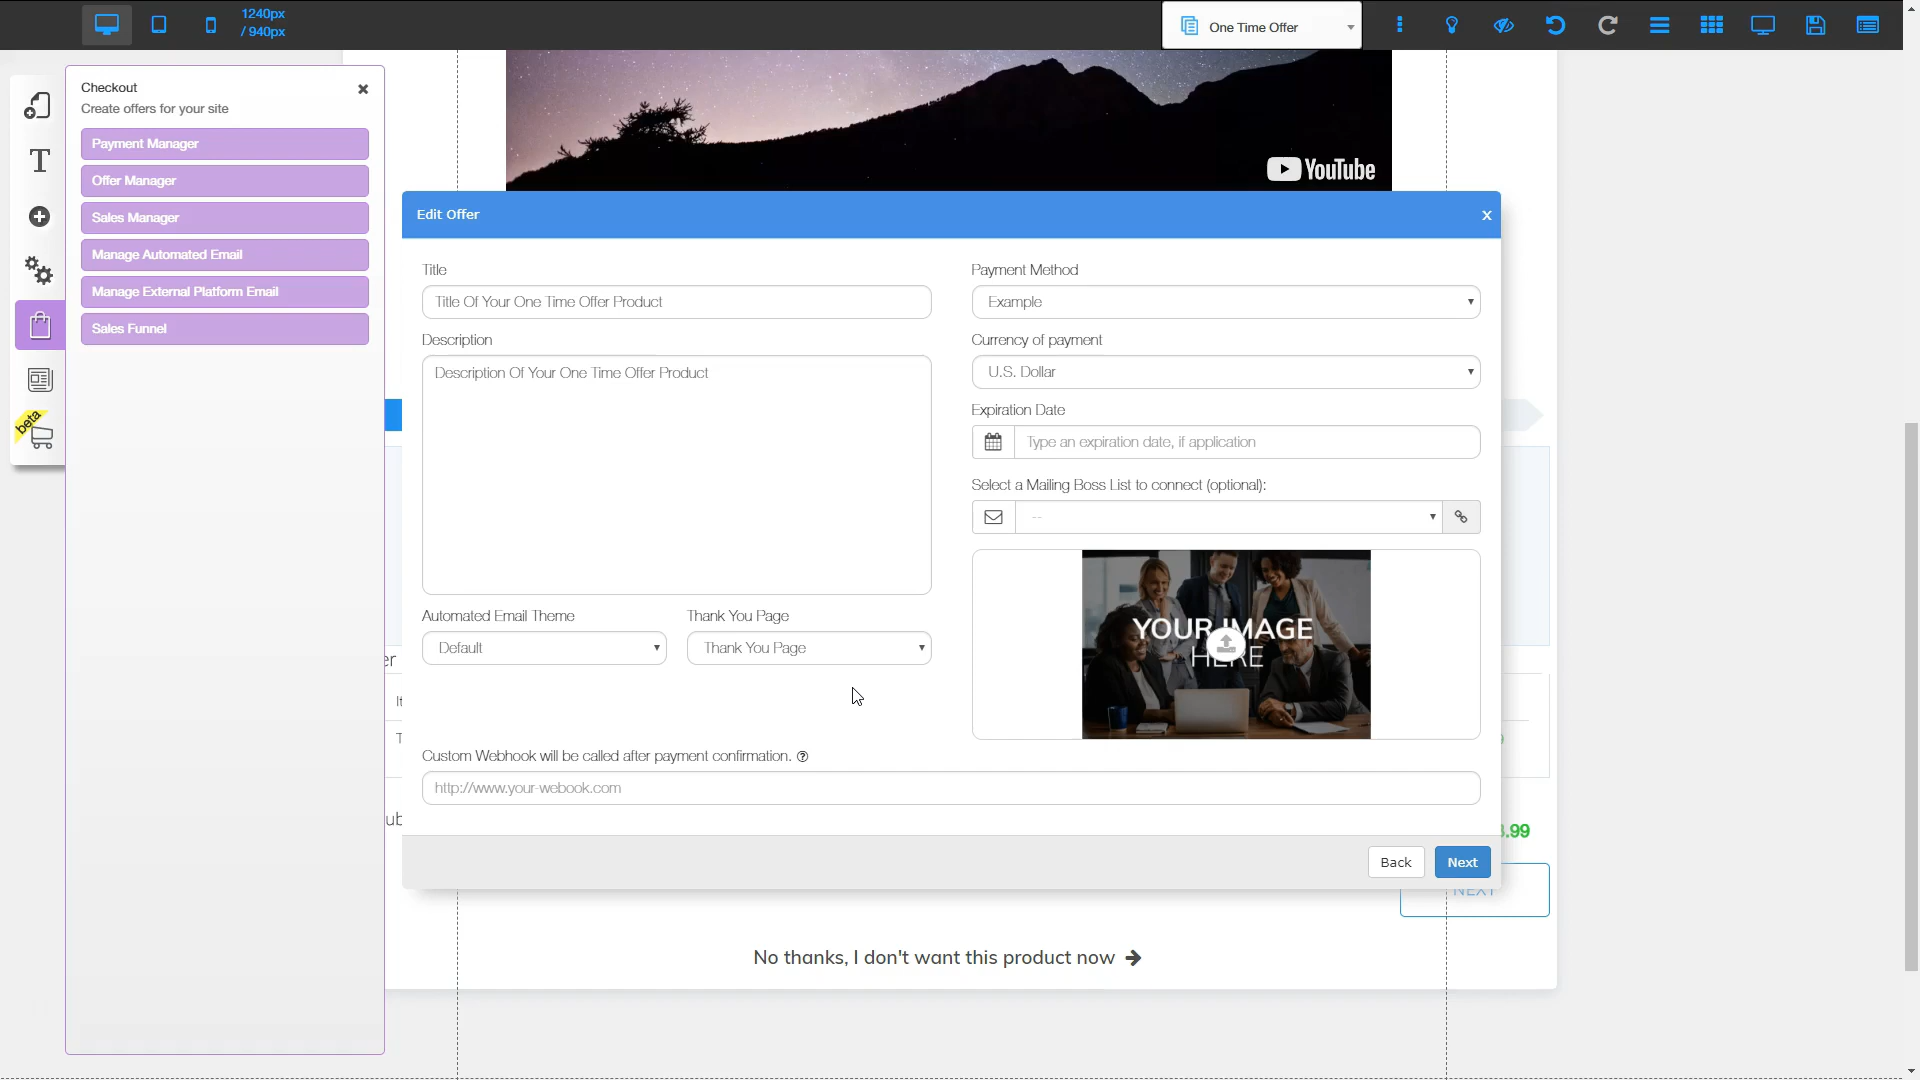 1240px
/ 940px
One Time Offer
Checkout
Create offers for your site
Payment Manager
Offer Manager
Sales Manager
Manage Automated Email
Manage External Platform Email
Sales Funnel
beta
YouTube
Edit Offer
x
Title
Title Of Your One Time Offer Product
Description
Description Of Your One Time Offer Product
Automated Email Theme
Default
Thank You Page
Thank You Page
Payment Method
Example
Currency of payment
U.S. Dollar
Expiration Date
Type an expiration date, if application
Select a Mailing Boss List to connect (optional):
--
YOUR IMAGE
HERE
Custom Webhook will be called after payment confirmation.
http://www.your-webook.com
Back
Next
er
T
ub
.99
NEXT
No thanks, I don't want this product now